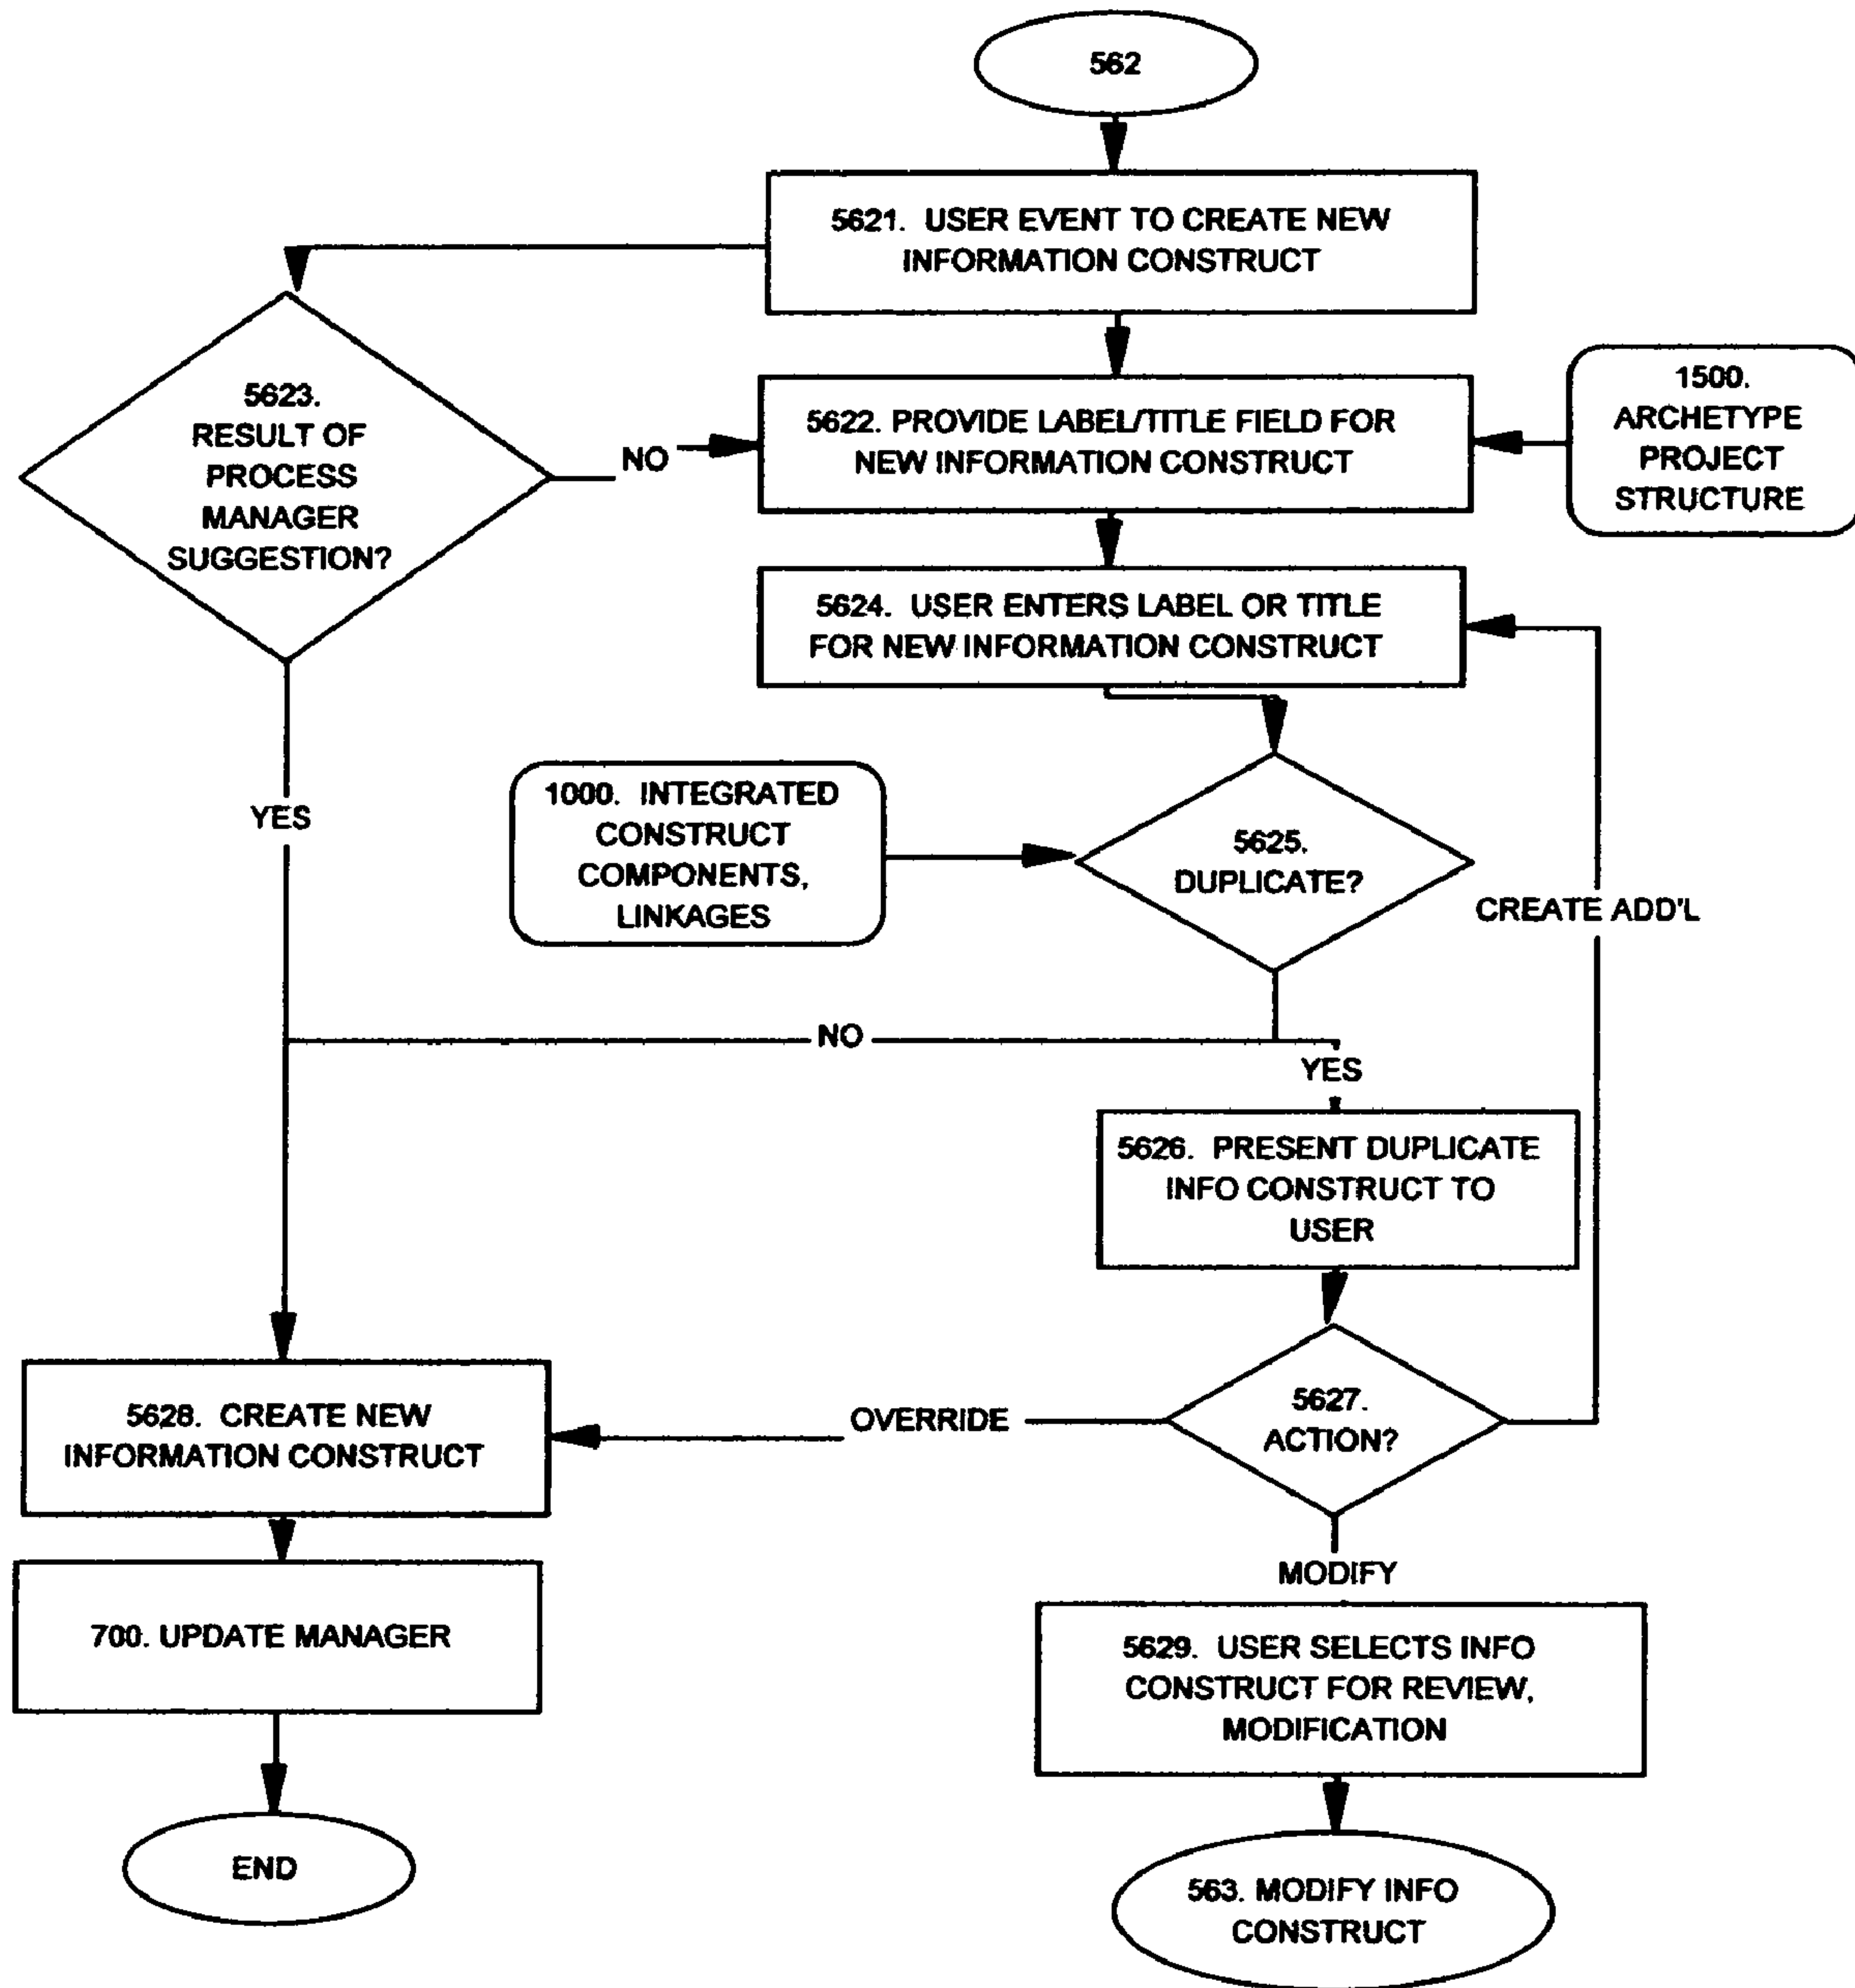 562
5621. USER EVENT TO CREATE NEW
INFORMATION CONSTRUCT
5623.
RESULT OF
PROCESS
MANAGER
SUGGESTION?
NO
5622. PROVIDE LABEL/TITLE FIELD FOR
NEW INFORMATION CONSTRUCT
1500.
ARCHETYPE
PROJECT
STRUCTURE
5624. USER ENTERS LABEL OR TITLE
FOR NEW INFORMATION CONSTRUCT
YES
1000. INTEGRATED
CONSTRUCT
COMPONENTS,
LINKAGES
5625.
DUPLICATE?
CREATE ADD'L
NO
YES
5626. PRESENT DUPLICATE
INFO CONSTRUCT TO
USER
5628. CREATE NEW
INFORMATION CONSTRUCT
OVERRIDE
5627.
ACTION?
MODIFY
700. UPDATE MANAGER
5629. USER SELECTS INFO
CONSTRUCT FOR REVIEW,
MODIFICATION
END
563. MODIFY INFO
CONSTRUCT